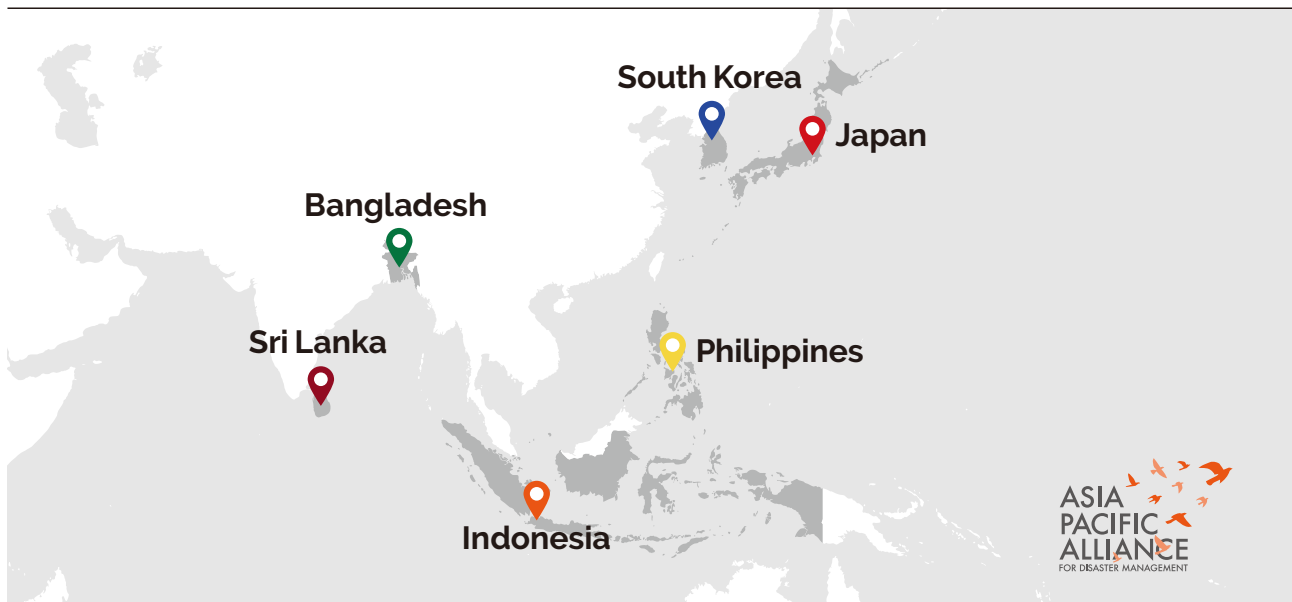 South Korea
Japan
Bangladesh
Sri Lanka
Philippines
Indonesia
ASIA
PACIFIC
ALLIANCE
FOR DISASTER MANAGEMENT